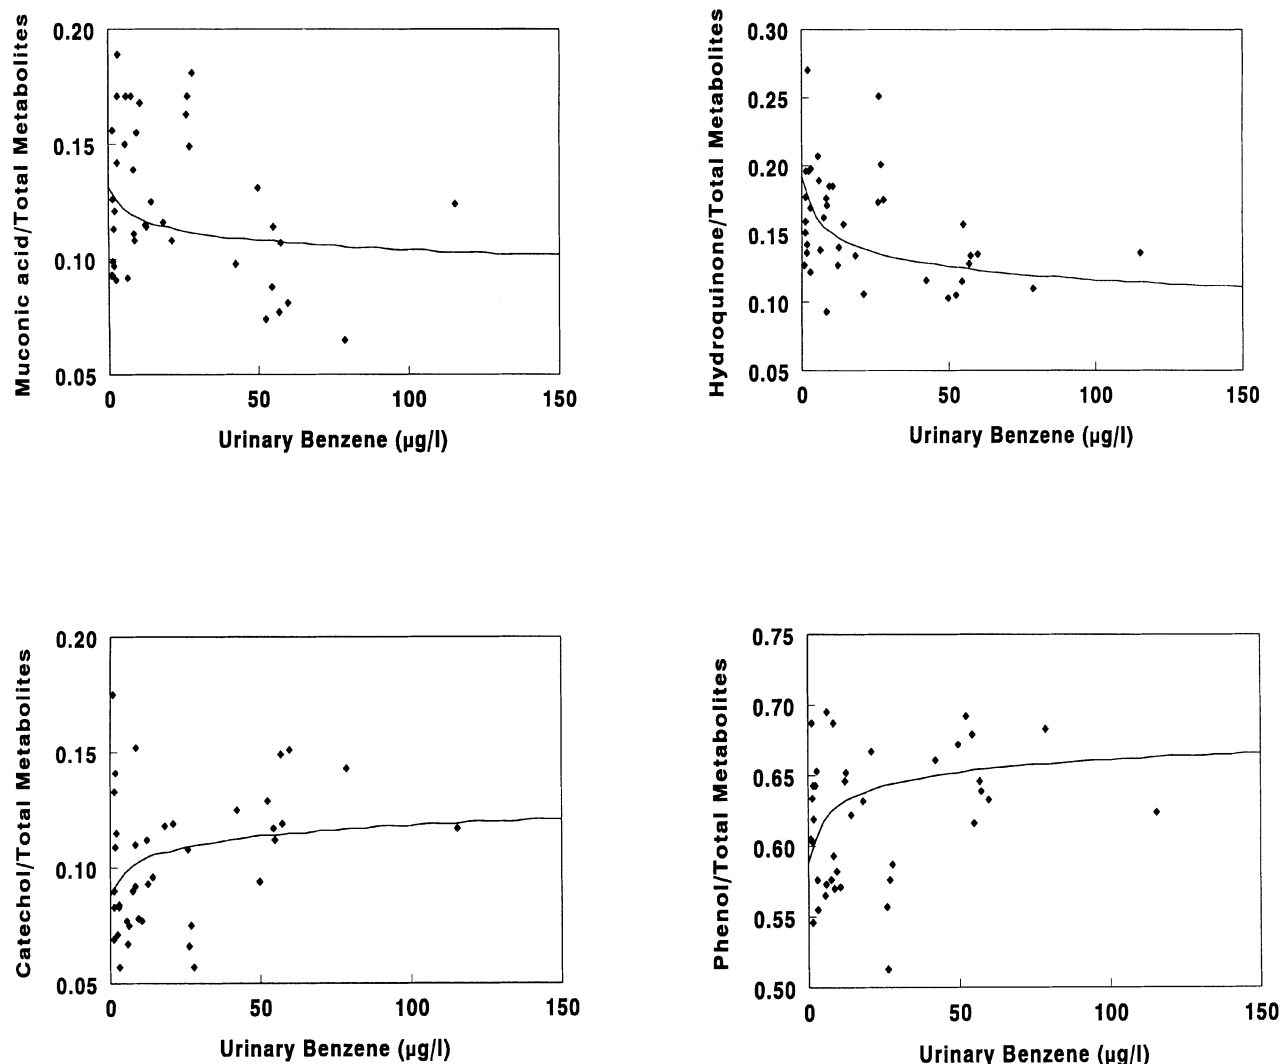 Muconic acid/Total Metabolites
0.20
0.15
0.10
0.05
0 50 100 150
Urinary Benzene (µg/l)
Hydroquinone/Total Metabolites
0.30
0.25
0.20
0.15
0.10
0.05
0 50 100 150
Urinary Benzene (µg/l)
Catechol/Total Metabolites
0.20
0.15
0.10
0.05
0 50 100 150
Urinary Benzene (µg/l)
Phenol/Total Metabolites
0.75
0.70
0.65
0.60
0.55
0.50
0 50 100 150
Urinary Benzene (µg/l)